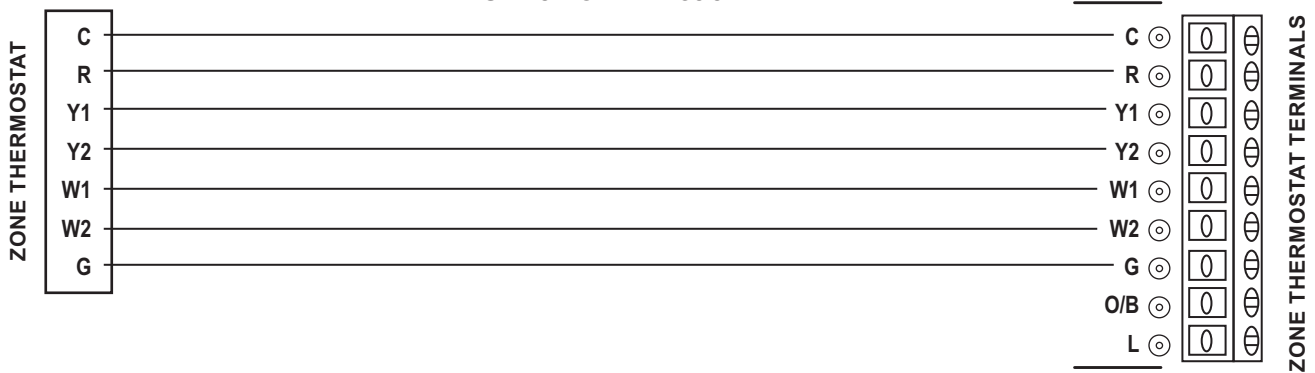 ZONE THERMOSTAT
C
R
Y1
Y2
W1
W2
G
C
R
Y1
Y2
W1
W2
G
O/B
L
ZONE THERMOSTAT TERMINALS